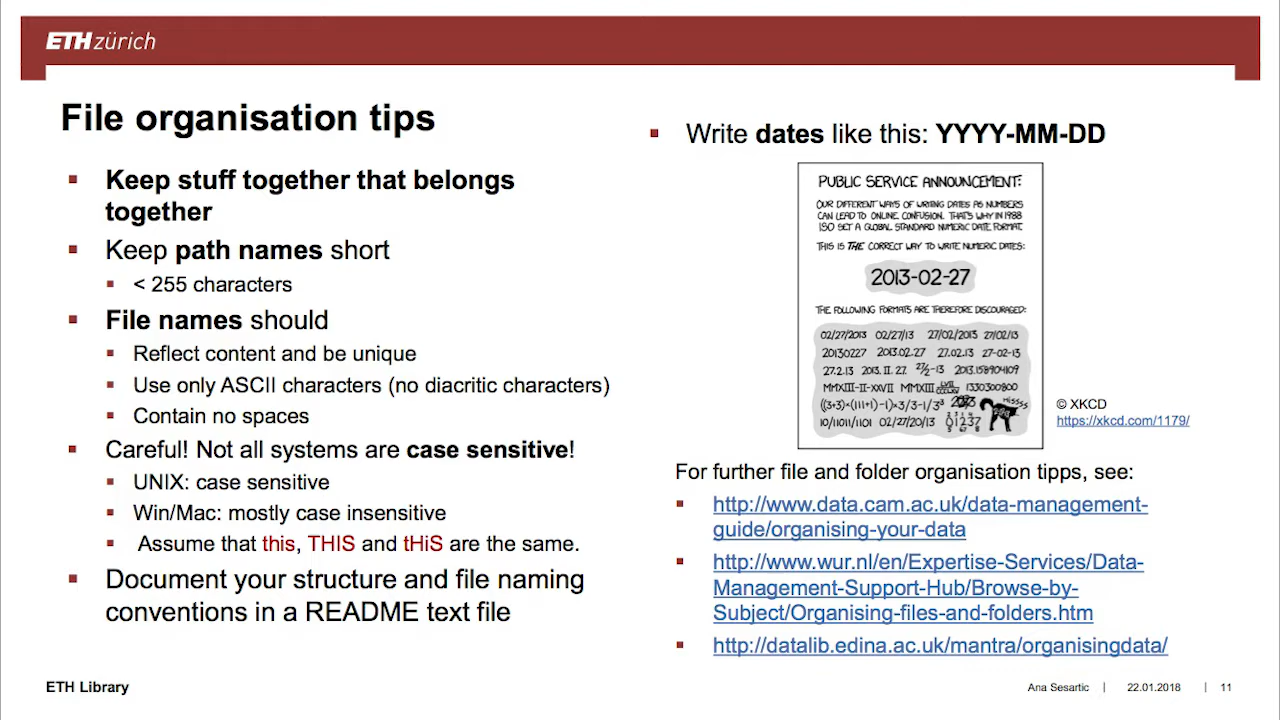 ETH zürich
File organisation tips
▪ Keep stuff together that belongs
together
▪ Keep path names short
▪ < 255 characters
▪ File names should
▪ Reflect content and be unique
▪ Use only ASCII characters (no diacritic characters)
▪ Contain no spaces
▪ Careful! Not all systems are case sensitive!
▪ UNIX: case sensitive
▪ Win/Mac: mostly case insensitive
▪ Assume that this, THIS and tHiS are the same.
▪ Document your structure and file naming
conventions in a README text file
▪ Write dates like this: YYYY-MM-DD
PUBLIC SERVICE ANNOUNCEMENT:
OUR DIFFERENT WAYS OF WRITING DATES AS NUMBERS
CAN LEAD TO ONLINE CONFUSION. THAT'S WHY IN 1988
ISO SET A GLOBAL STANDARD NUMERIC DATE FORMAT.
THIS IS THE CORRECT WAY TO WRITE NUMERIC DATES:
2013-02-27
THE FOLLOWING FORMATS ARE THEREFORE DISCOURAGED:
02/27/2013 02/27/13 27/02/2013 27/02/13
20130227 2013.02.27 27.02.13 27-02-13
27.2.13 2013. II. 27. 27/2-13 2013.158904109
MMXIII-II-XXVII MMXIII 1330300800
((3+3)×(111+1)-1)×3/3-1/3³ Hissss
10/11011/1101 02/27/20/13
© XKCD
https://xkcd.com/1179/
For further file and folder organisation tipps, see:
▪ http://www.data.cam.ac.uk/data-management-
guide/organising-your-data
▪ http://www.wur.nl/en/Expertise-Services/Data-
Management-Support-Hub/Browse-by-
Subject/Organising-files-and-folders.htm
▪ http://datalib.edina.ac.uk/mantra/organisingdata/
ETH Library
Ana Sesartic | 22.01.2018 | 11